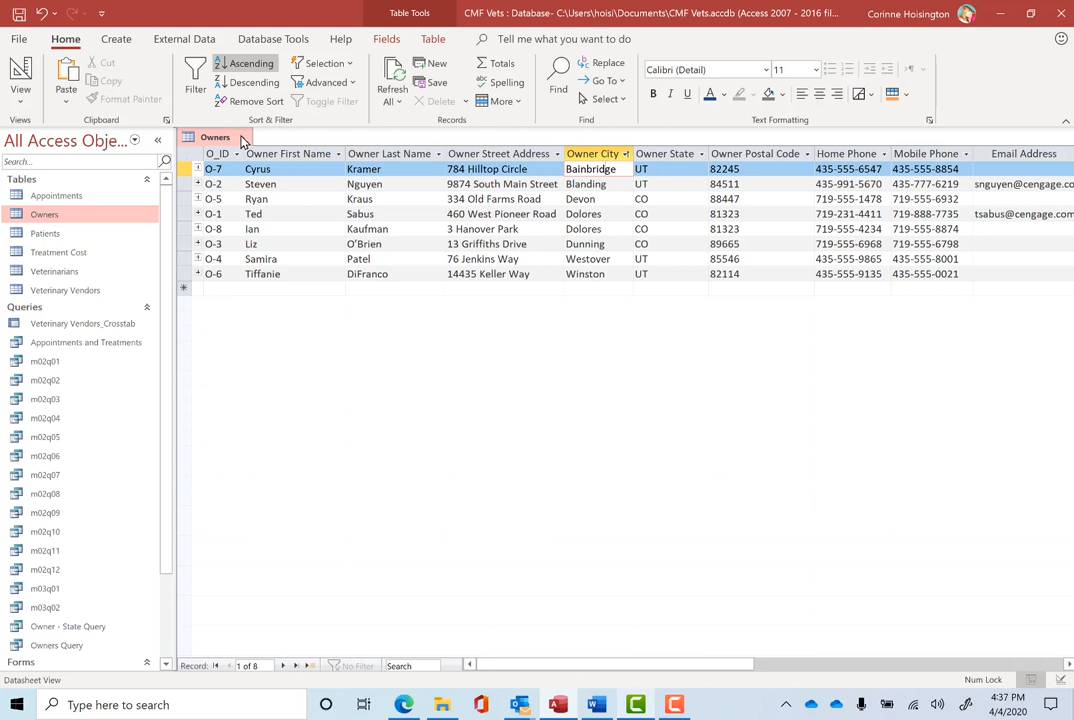 Table Tools
CMF Vets : Database- C:\Users\hoisi\Documents\CMF Vets.accdb (Access 2007 - 2016 fil...
Corinne Hoisington
File Home Create External Data Database Tools Help Fields Table Tell me what you want to do
View
Views
Paste
Cut
Copy
Format Painter
Clipboard
Filter
Ascending
Descending
Remove Sort
Selection
Advanced
Toggle Filter
Sort & Filter
Refresh
All
New
Save
Delete
Totals
Spelling
More
Records
Find
Replace
Go To
Select
Find
Calibri (Detail) 11
B I U A
Text Formatting
All Access Obje...
Search...
Tables
Appointments
Owners
Patients
Treatment Cost
Veterinarians
Veterinary Vendors
Queries
Veterinary Vendors_Crosstab
Appointments and Treatments
m02q01
m02q02
m02q03
m02q04
m02q05
m02q06
m02q07
m02q08
m02q09
m02q10
m02q11
m02q12
m03q01
m03q02
Owner - State Query
Owners Query
Forms
Owners
O_ID Owner First Name Owner Last Name Owner Street Address Owner City Owner State Owner Postal Code Home Phone Mobile Phone Email Address
O-7 Cyrus Kramer 784 Hilltop Circle Bainbridge UT 82245 435-555-6547 435-555-8854
O-2 Steven Nguyen 9874 South Main Street Blanding UT 84511 435-991-5670 435-777-6219 snguyen@cengage.com
O-5 Ryan Kraus 334 Old Farms Road Devon CO 88447 719-555-1478 719-555-6932
O-1 Ted Sabus 460 West Pioneer Road Dolores CO 81323 719-231-4411 719-888-7735 tsabus@cengage.com
O-8 Ian Kaufman 3 Hanover Park Dolores CO 81323 719-555-4234 719-555-8874
O-3 Liz O'Brien 13 Griffiths Drive Dunning CO 89665 719-555-6968 719-555-6798
O-4 Samira Patel 76 Jenkins Way Westover UT 85546 435-555-9865 435-555-8001
O-6 Tiffanie DiFranco 14435 Keller Way Winston UT 82114 435-555-9135 435-555-0021
Record: 1 of 8 No Filter Search
Datasheet View
Num Lock
Type here to search
4:37 PM
4/4/2020